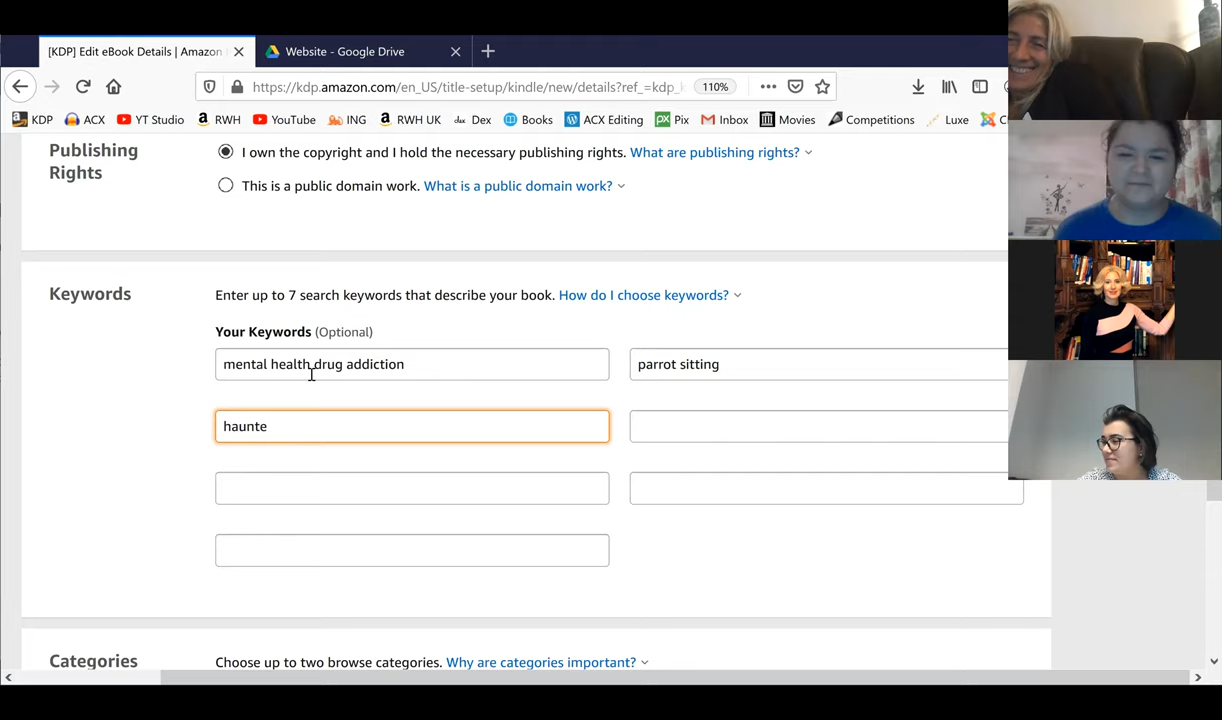 [KDP] Edit eBook Details | Amazon
Website - Google Drive
https://kdp.amazon.com/en_US/title-setup/kindle/new/details?ref_=kdp_
110%
KDP ACX YT Studio RWH YouTube ING RWH UK Dex Books ACX Editing Pix Inbox Movies Competitions Luxe
Publishing Rights
I own the copyright and I hold the necessary publishing rights. What are publishing rights?
This is a public domain work. What is a public domain work?
Keywords
Enter up to 7 search keywords that describe your book. How do I choose keywords?
Your Keywords (Optional)
mental health drug addiction
parrot sitting
haunte
Categories
Choose up to two browse categories. Why are categories important?